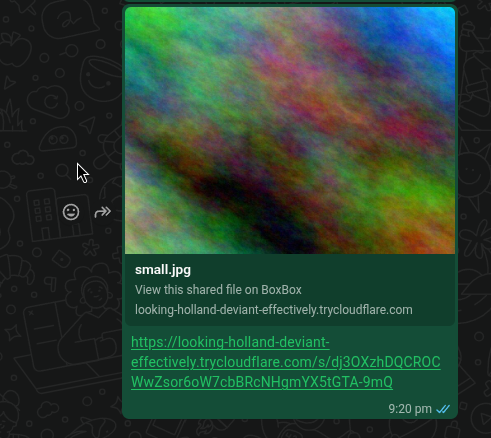 small.jpg
View this shared file on BoxBox
looking-holland-deviant-effectively.trycloudflare.com
https://looking-holland-deviant-
effectively.trycloudflare.com/s/dj3OXzhDQCROC
WwZsor6oW7cbBRcNHgmYX5tGTA-9mQ
9:20 pm